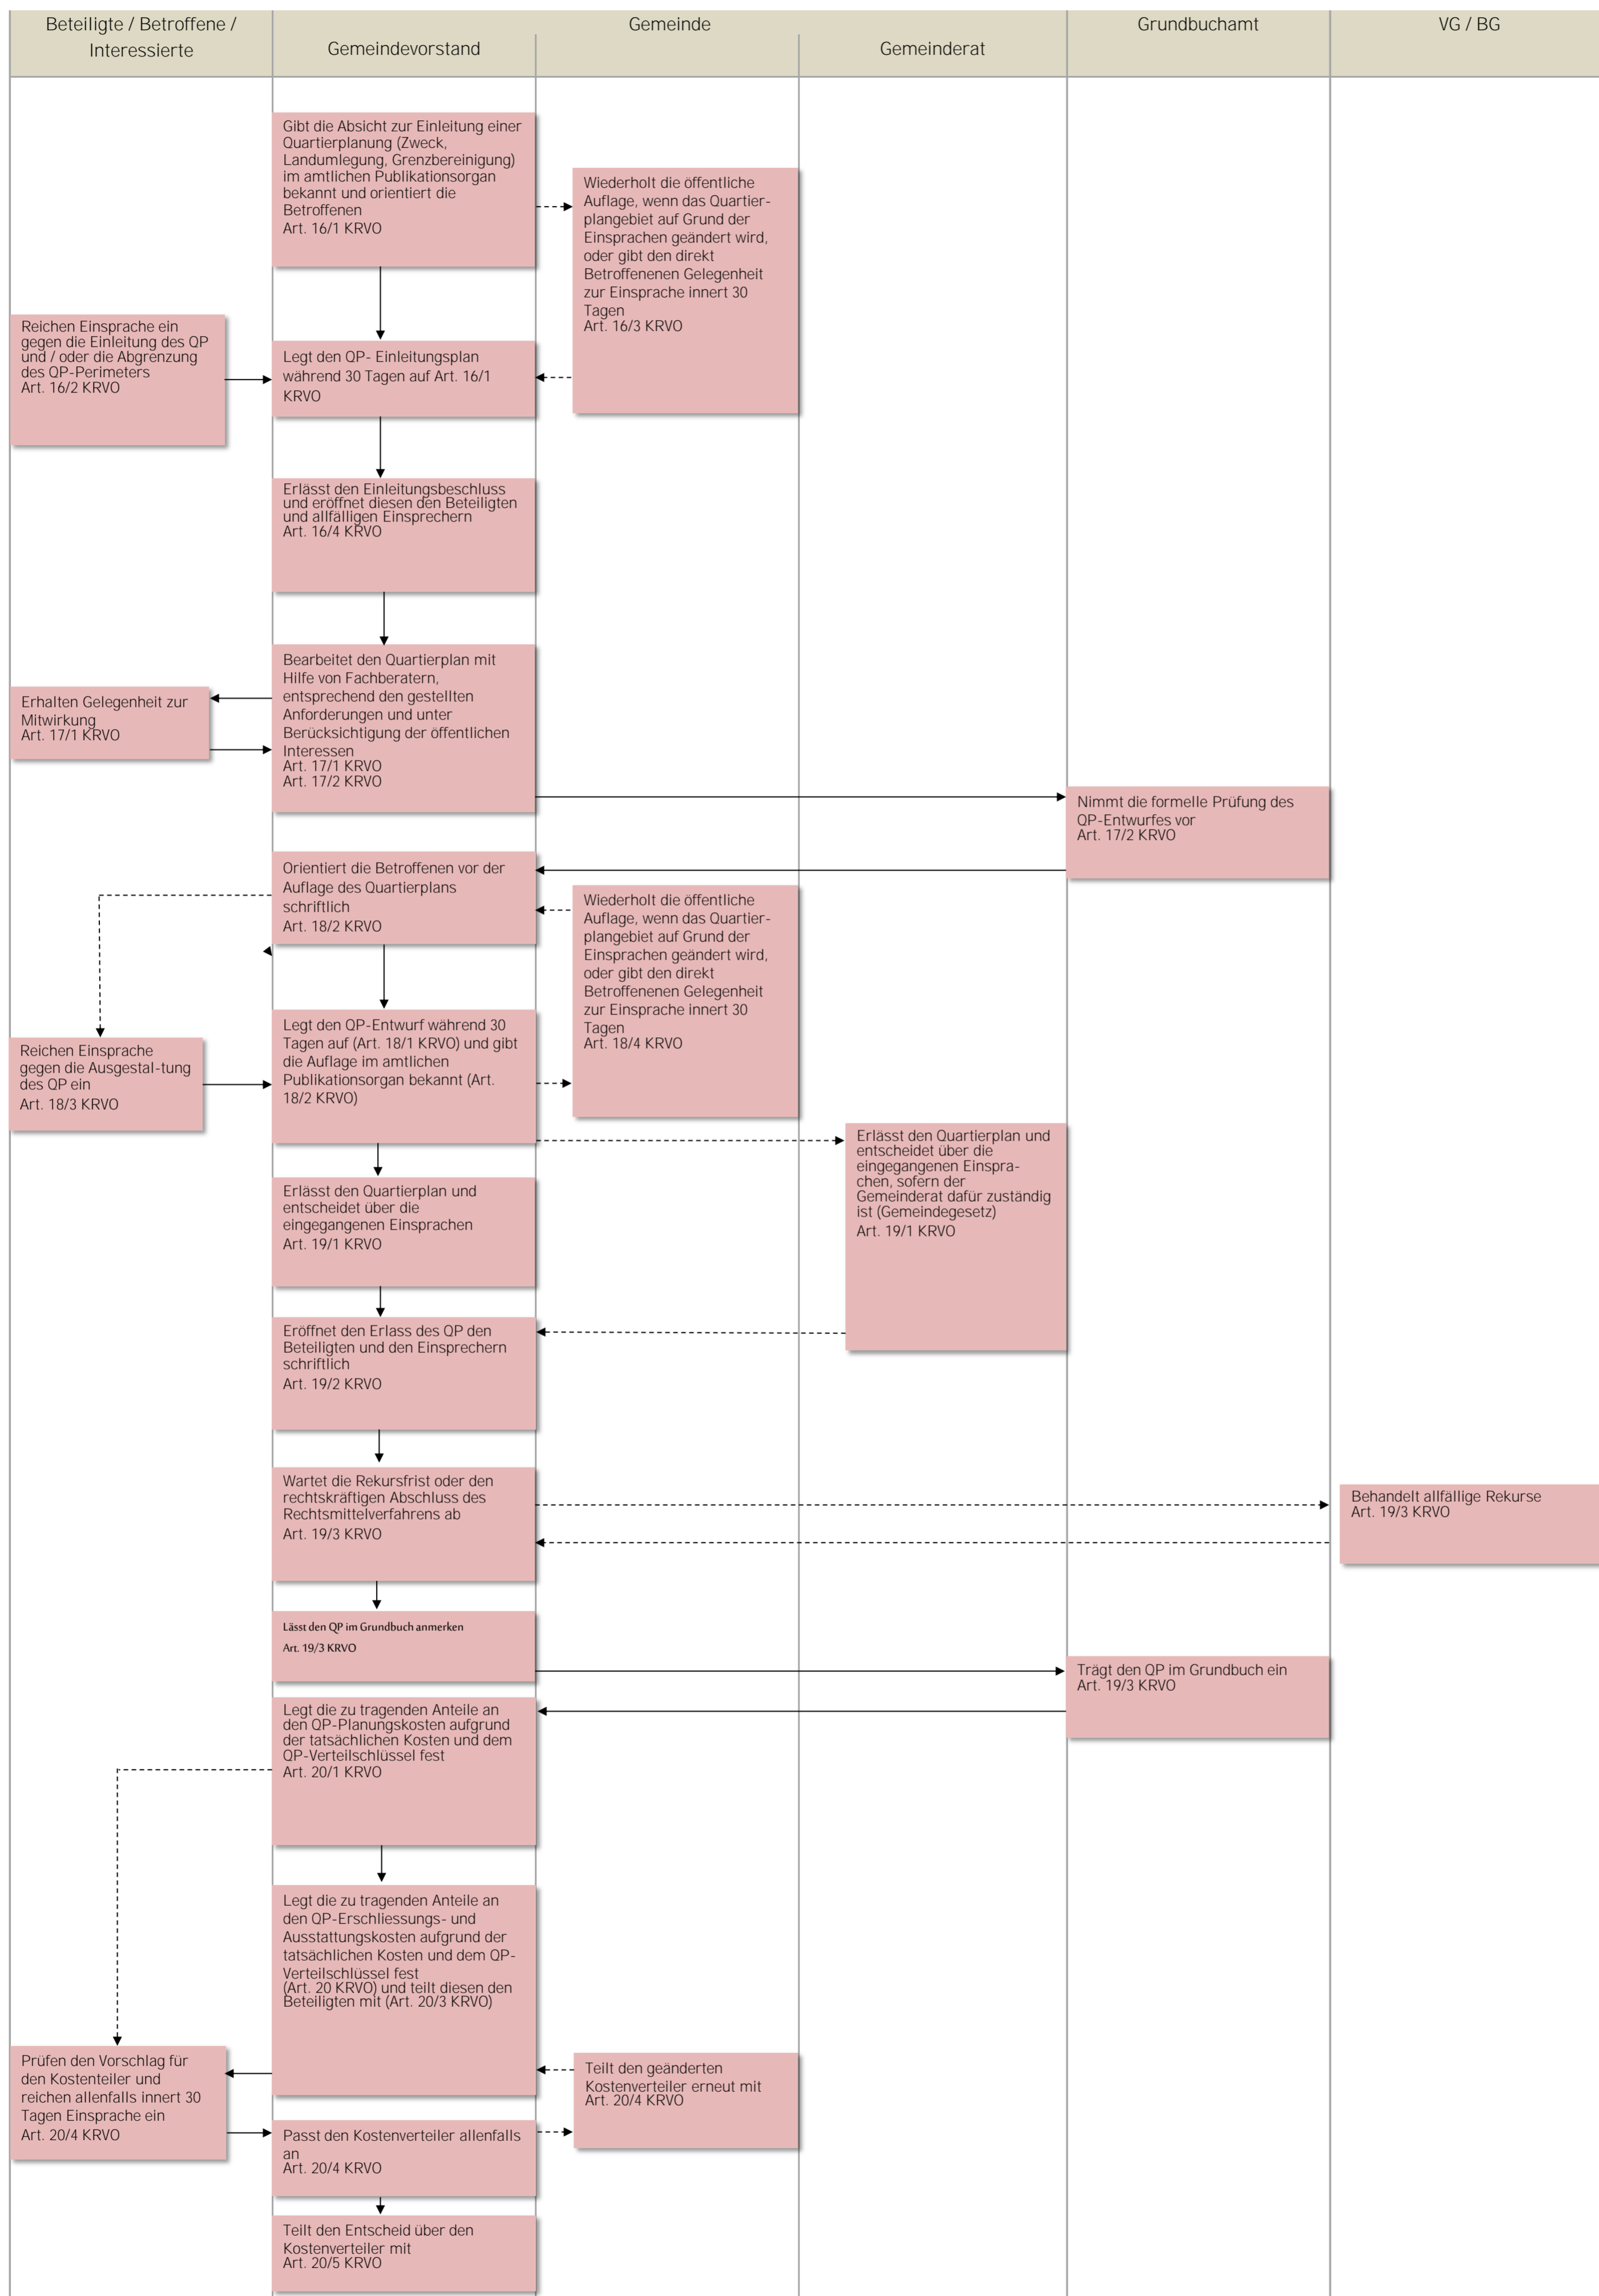 Beteiligte / Betroffene /
Interessierte
Gemeinde
Gemeindevorstand
Gemeinderat
Grundbuchamt
VG / BG
Gibt die Absicht zur Einleitung einer
Quartierplanung (Zweck,
Landumlegung, Grenzbereinigung)
im amtlichen Publikationsorgan
bekannt und orientiert die
Betroffenen
Art. 16/1 KRVO
Wiederholt die öffentliche
Auflage, wenn das Quartier-
plangebiet auf Grund der
Einsprachen geändert wird,
oder gibt den direkt
Betroffenenen Gelegenheit
zur Einsprache innert 30
Tagen
Art. 16/3 KRVO
Reichen Einsprache ein
gegen die Einleitung des QP
und / oder die Abgrenzung
des QP-Perimeters
Art. 16/2 KRVO
Legt den QP- Einleitungsplan
während 30 Tagen auf Art. 16/1
KRVO
Erlässt den Einleitungsbeschluss
und eröffnet diesen den Beteiligten
und allfälligen Einsprechern
Art. 16/4 KRVO
Bearbeitet den Quartierplan mit
Hilfe von Fachberatern,
entsprechend den gestellten
Anforderungen und unter
Berücksichtigung der öffentlichen
Interessen
Art. 17/1 KRVO
Art. 17/2 KRVO
Erhalten Gelegenheit zur
Mitwirkung
Art. 17/1 KRVO
Nimmt die formelle Prüfung des
QP-Entwurfes vor
Art. 17/2 KRVO
Orientiert die Betroffenen vor der
Auflage des Quartierplans
schriftlich
Art. 18/2 KRVO
Wiederholt die öffentliche
Auflage, wenn das Quartier-
plangebiet auf Grund der
Einsprachen geändert wird,
oder gibt den direkt
Betroffenenen Gelegenheit
zur Einsprache innert 30
Tagen
Art. 18/4 KRVO
Legt den QP-Entwurf während 30
Tagen auf (Art. 18/1 KRVO) und gibt
die Auflage im amtlichen
Publikationsorgan bekannt (Art.
18/2 KRVO)
Reichen Einsprache
gegen die Ausgestal-tung
des QP ein
Art. 18/3 KRVO
Erlässt den Quartierplan und
entscheidet über die
eingegangenen Einspra-
chen, sofern der
Gemeinderat dafür zuständig
ist (Gemeindegesetz)
Art. 19/1 KRVO
Erlässt den Quartierplan und
entscheidet über die
eingegangenen Einsprachen
Art. 19/1 KRVO
Eröffnet den Erlass des QP den
Beteiligten und den Einsprechern
schriftlich
Art. 19/2 KRVO
Wartet die Rekursfrist oder den
rechtskräftigen Abschluss des
Rechtsmittelverfahrens ab
Art. 19/3 KRVO
Behandelt allfällige Rekurse
Art. 19/3 KRVO
Lässt den QP im Grundbuch anmerken
Art. 19/3 KRVO
Trägt den QP im Grundbuch ein
Art. 19/3 KRVO
Legt die zu tragenden Anteile an
den QP-Planungskosten aufgrund
der tatsächlichen Kosten und dem
QP-Verteilschlüssel fest
Art. 20/1 KRVO
Legt die zu tragenden Anteile an
den QP-Erschliessungs- und
Ausstattungskosten aufgrund der
tatsächlichen Kosten und dem QP-
Verteilschlüssel fest
(Art. 20 KRVO) und teilt diesen den
Beteiligten mit (Art. 20/3 KRVO)
Prüfen den Vorschlag für
den Kostenteiler und
reichen allenfalls innert 30
Tagen Einsprache ein
Art. 20/4 KRVO
Teilt den geänderten
Kostenverteiler erneut mit
Art. 20/4 KRVO
Passt den Kostenverteiler allenfalls
an
Art. 20/4 KRVO
Teilt den Entscheid über den
Kostenverteiler mit
Art. 20/5 KRVO